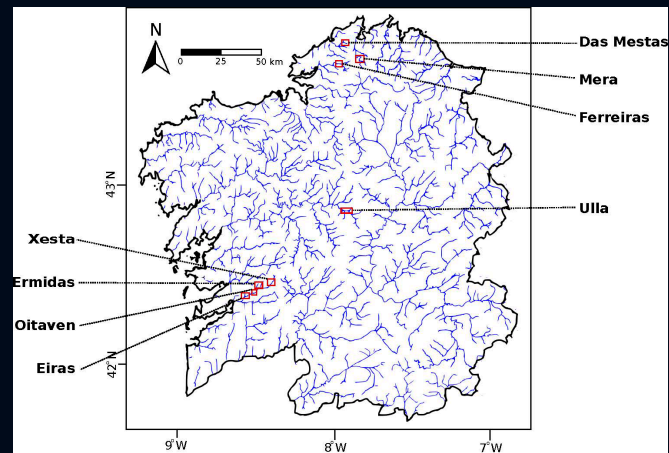 N
0 25 50 km
Das Mestas
Mera
Ferreiras
43°N
Ulla
Xesta
Ermidas
Oitaven
Eiras
42°N
9°W 8°W 7°W